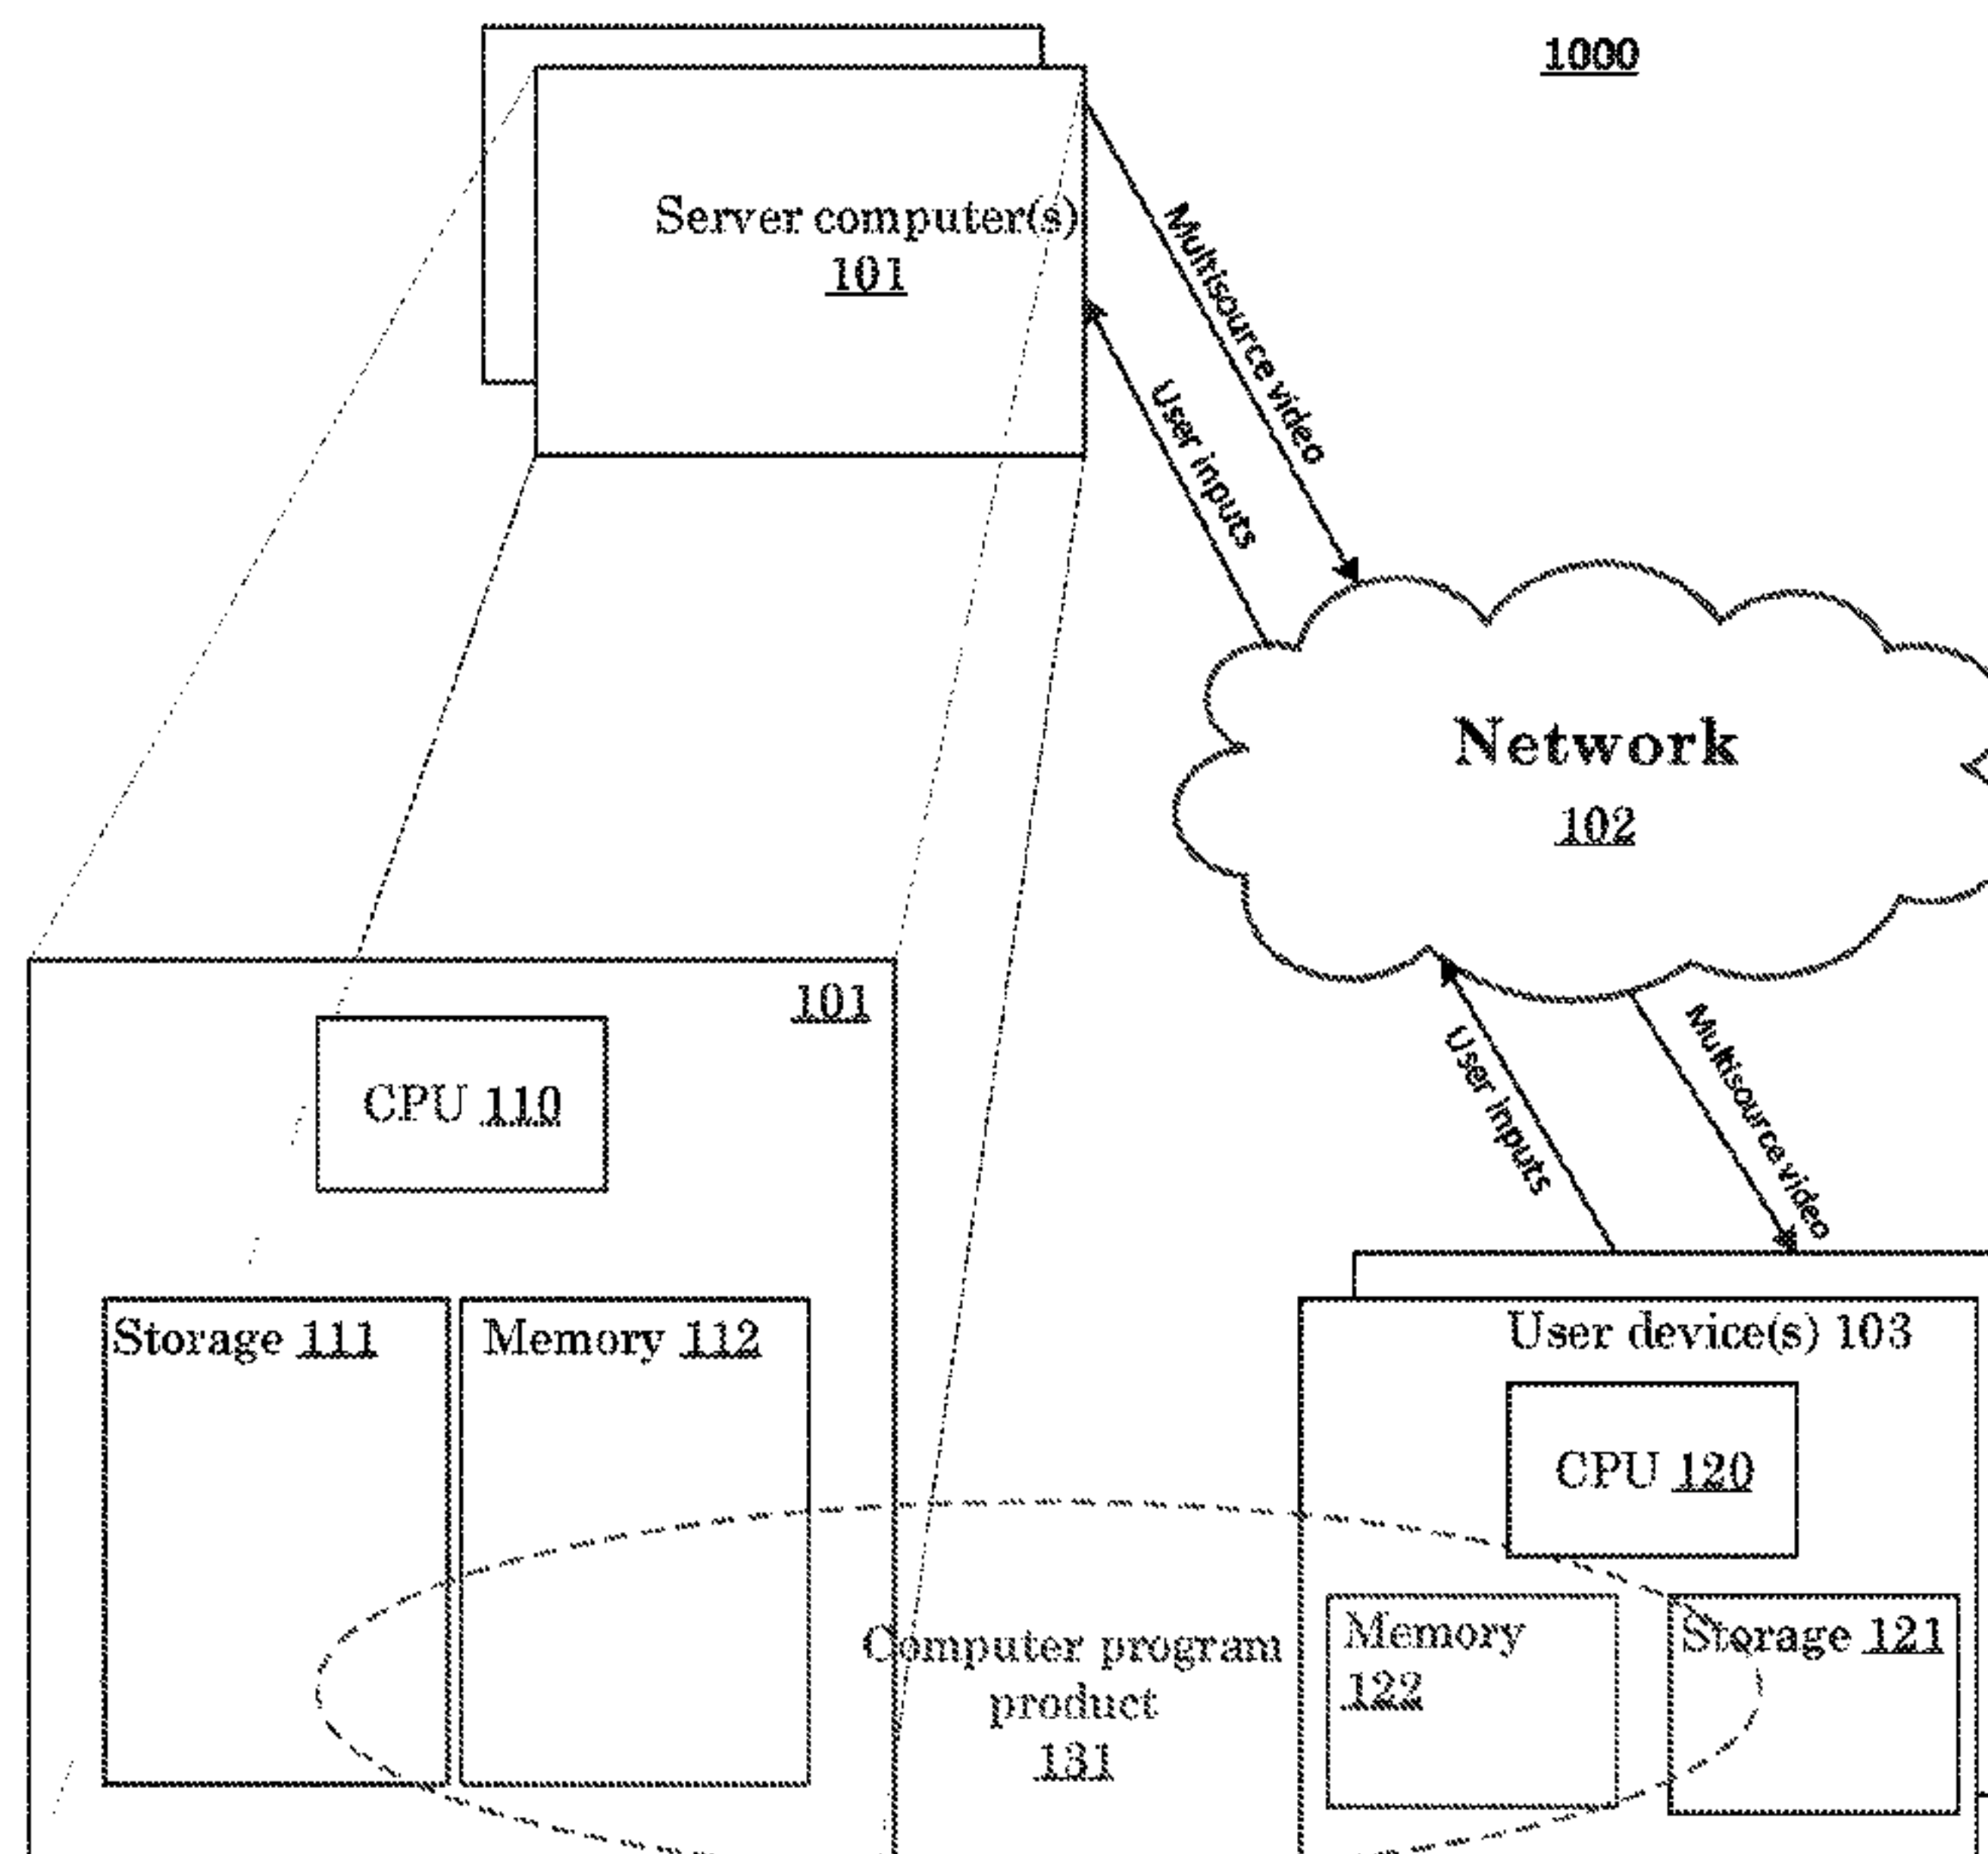 1000
Server computer(s)
101
Multisource video
User inputs
Network
102
101
CPU 110
User inputs
Multisource video
Storage 111
Memory 112
User device(s) 103
CPU 120
Memory
122
Storage 121
Computer program
product
131